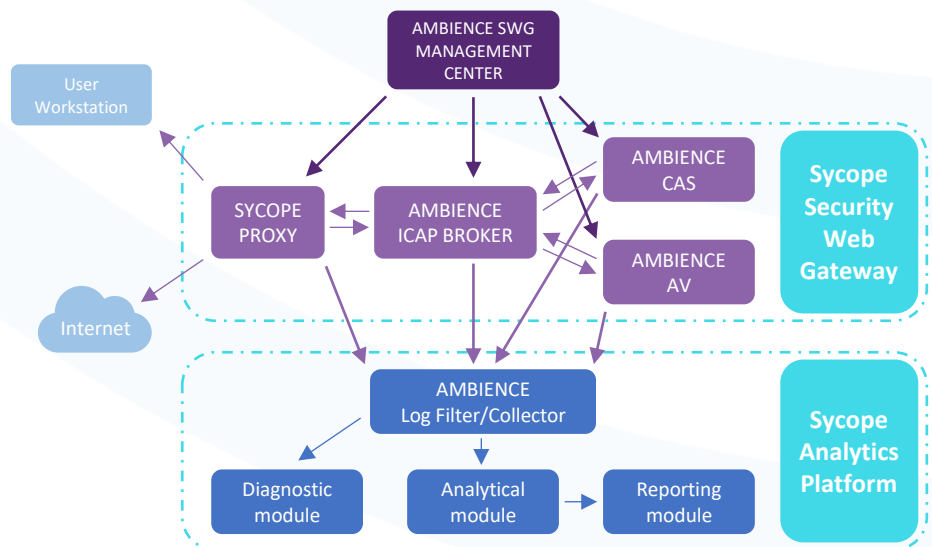 AMBIENCE SWG
MANAGEMENT
CENTER
User
Workstation
AMBIENCE
CAS
SYCOPE
PROXY
AMBIENCE
ICAP BROKER
AMBIENCE
AV
Sycope
Security
Web
Gateway
Internet
AMBIENCE
Log Filter/Collector
Diagnostic
module
Analytical
module
Reporting
module
Sycope
Analytics
Platform